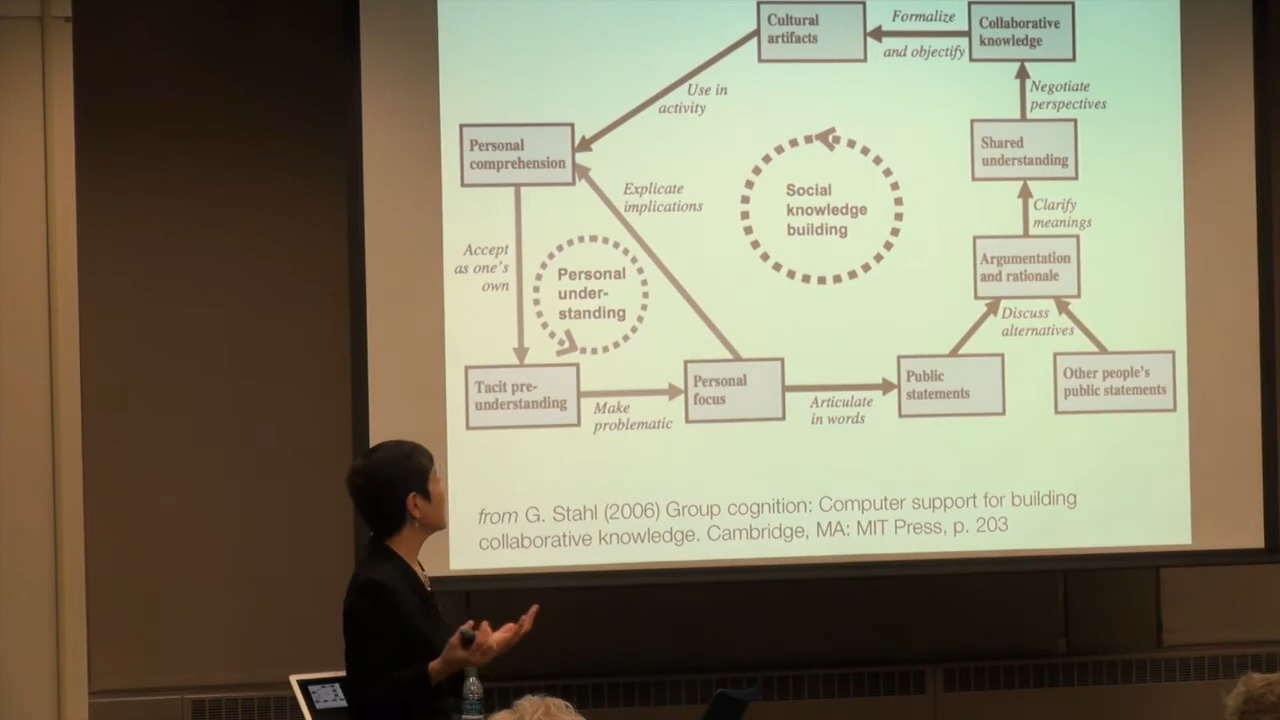 Cultural
artifacts
Formalize
and objectify
Collaborative
knowledge
Use in
activity
Negotiate
perspectives
Personal
comprehension
Shared
understanding
Explicate
implications
Social
knowledge
building
Clarify
meanings
Accept
as one's
own
Personal
under-
standing
Argumentation
and rationale
Discuss
alternatives
Tacit pre-
understanding
Make
problematic
Personal
focus
Articulate
in words
Public
statements
Other people's
public statements
from G. Stahl (2006) Group cognition: Computer support for building
collaborative knowledge. Cambridge, MA: MIT Press, p. 203